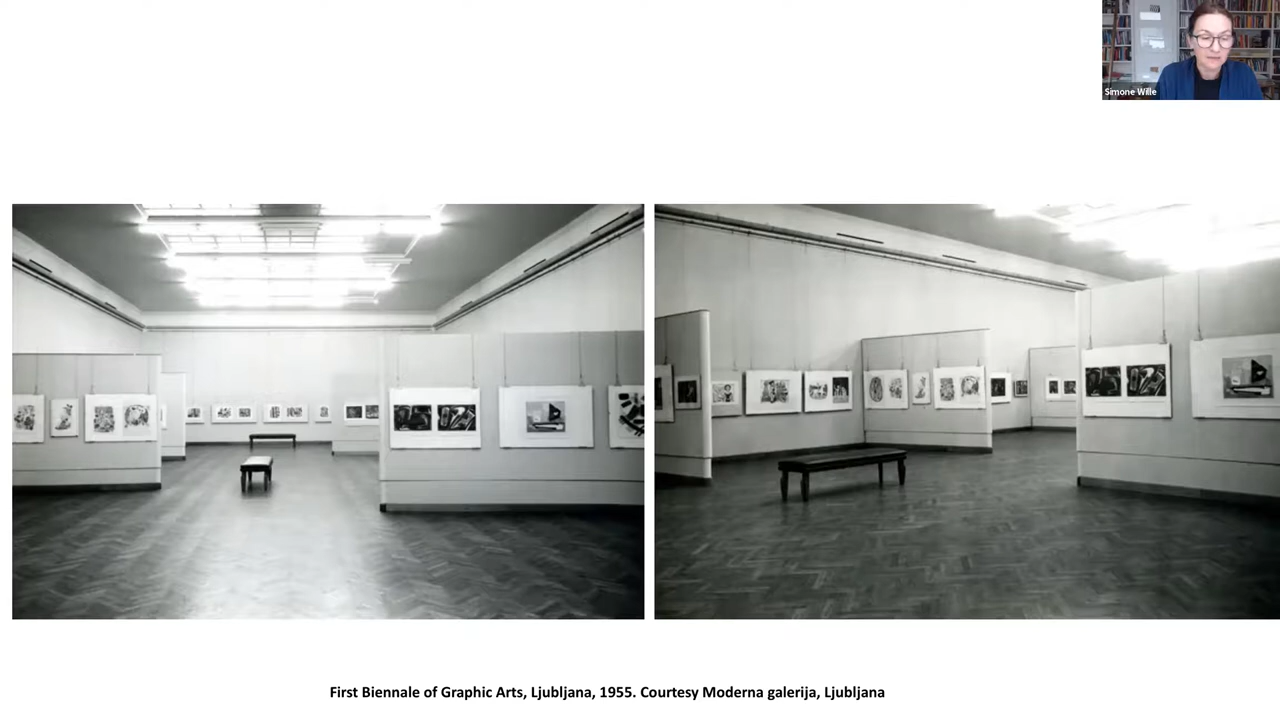 Simone Wille
First Biennale of Graphic Arts, Ljubljana, 1955. Courtesy Moderna galerija, Ljubljana